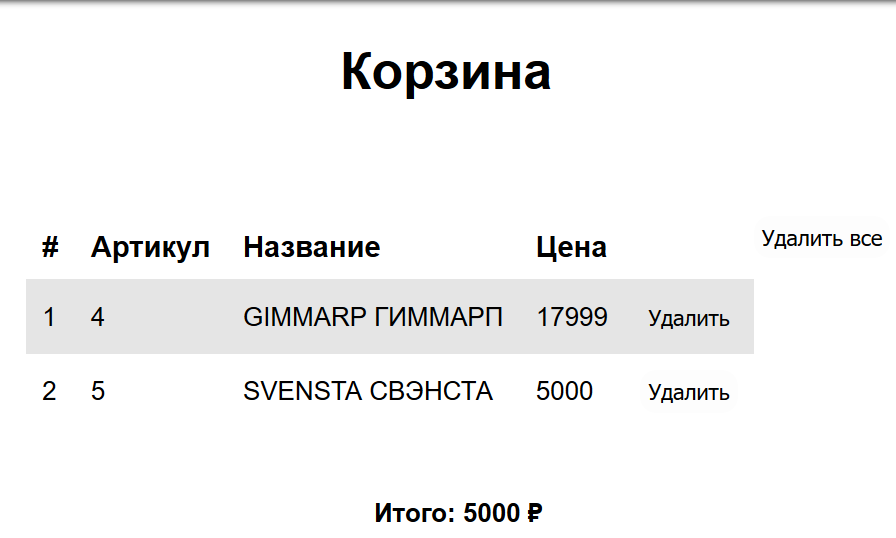 Корзина
# Артикул Название Цена Удалить все
1 4 GIMMARP ГИММАРП 17999 Удалить
2 5 SVENSTA СВЭНСТА 5000 Удалить
Итого: 5000 ₽